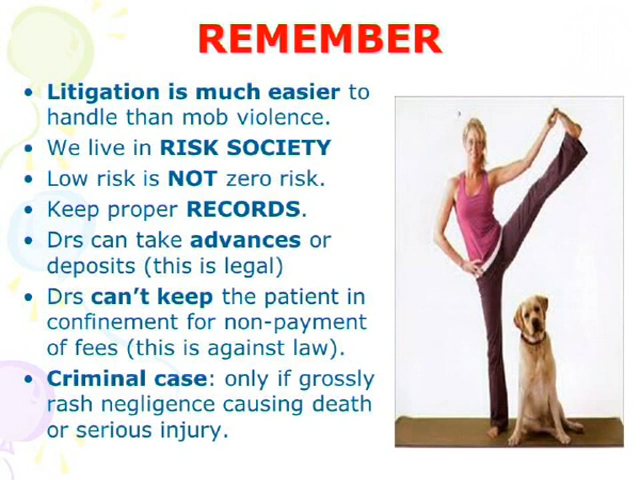 REMEMBER
• Litigation is much easier to
handle than mob violence.
• We live in RISK SOCIETY
• Low risk is NOT zero risk.
• Keep proper RECORDS.
• Drs can take advances or
deposits (this is legal)
• Drs can’t keep the patient in
confinement for non-payment
of fees (this is against law).
• Criminal case: only if grossly
rash negligence causing death
or serious injury.